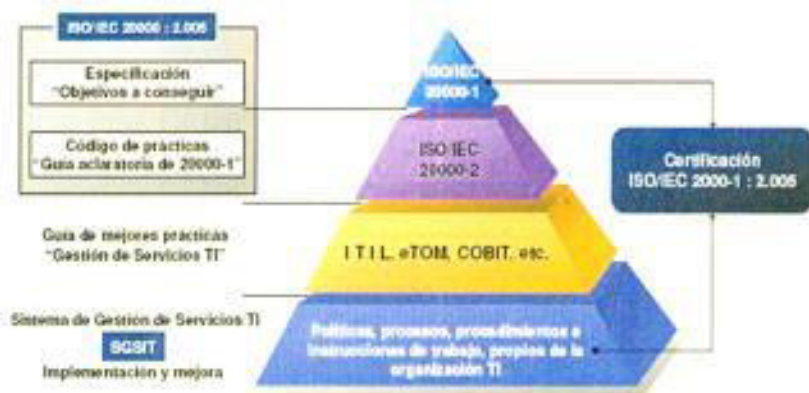 ISO/IEC 20000 : 2.005
Especificación
"Objetivos a conseguir"
Código de prácticas
"Guía aclaratoria de 20000-1"
Guía de mejores prácticas
"Gestión de Servicios TI"
Sistema de Gestión de Servicios TI
SGSIT
Implementación y mejora
ISO/IEC
20000-1
ISO/IEC
20000-2
I T I L, eTOM, COBIT, etc.
Políticas, procesos, procedimientos e
instrucciones de trabajo, propios de la
organización TI
Certificación
ISO/IEC 2000-1 : 2.005